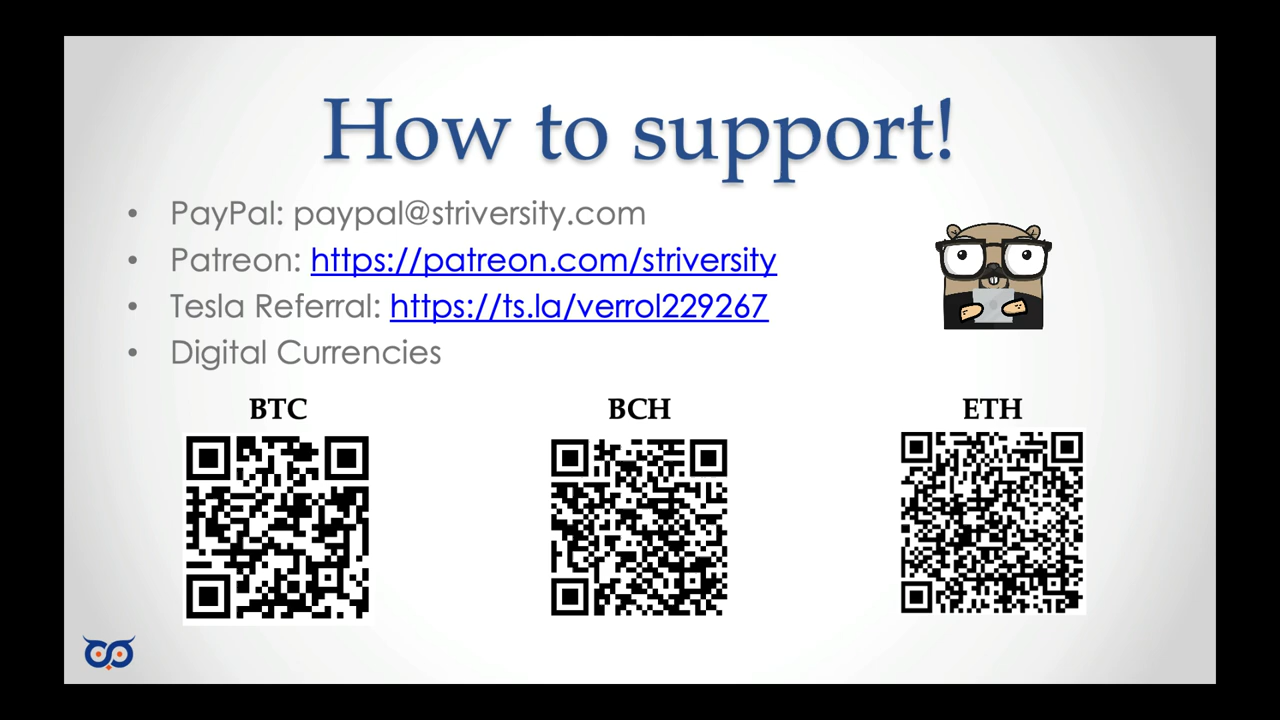 How to support!
• PayPal: paypal@striversity.com
• Patreon: https://patreon.com/striversity
• Tesla Referral: https://ts.la/verrol229267
• Digital Currencies
BTC BCH ETH